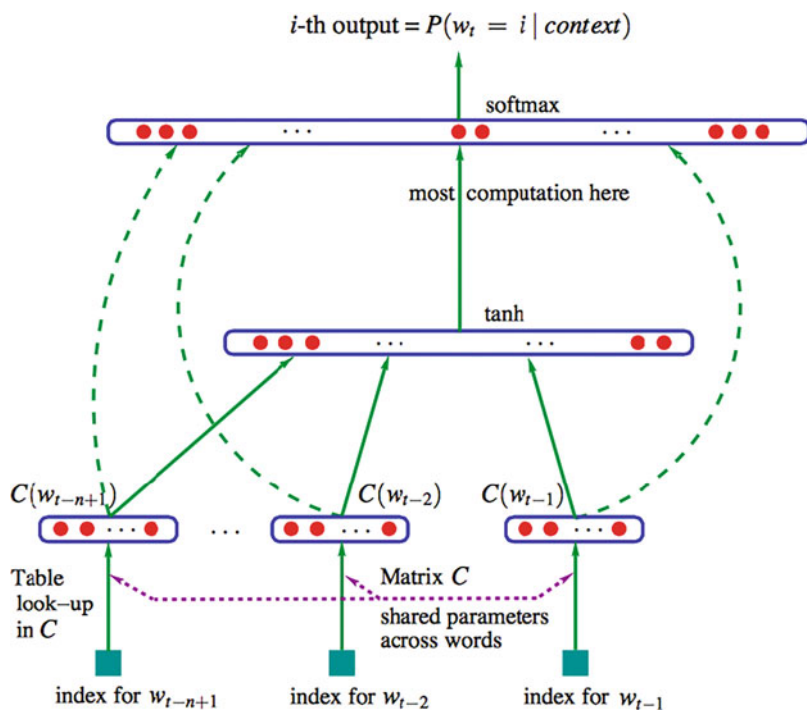 i-th output = P(w_t = i | context)
softmax
. . .
. . .
most computation here
tanh
. . .
. . .
C(w_{t−n+1})
C(w_{t−2})
C(w_{t−1})
. . .
. . .
. . .
. . .
Table
look−up
in C
Matrix C
shared parameters
across words
index for w_{t−n+1}
index for w_{t−2}
index for w_{t−1}